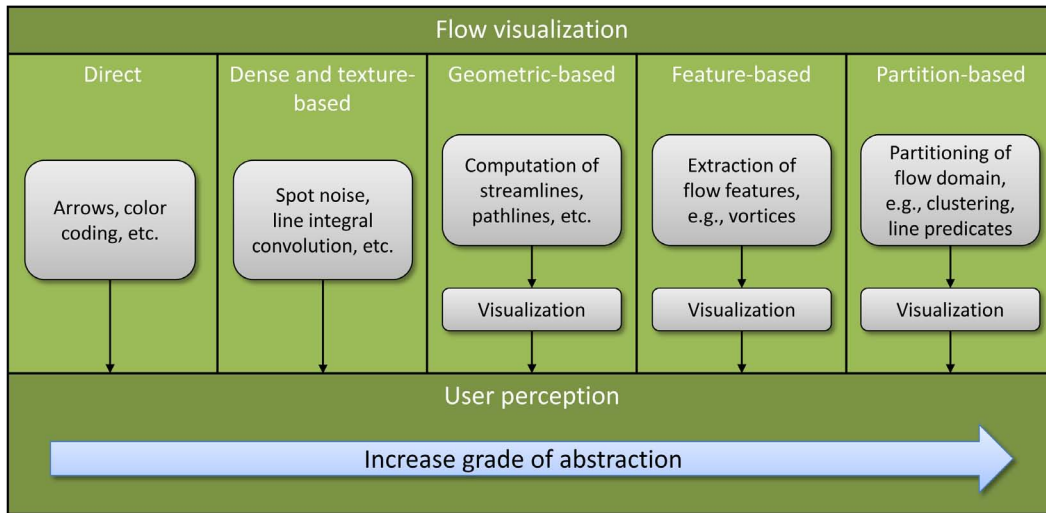 Flow visualization
Direct
Dense and texture-
based
Geometric-based
Feature-based
Partition-based
Arrows, color
coding, etc.
Spot noise,
line integral
convolution, etc.
Computation of
streamlines,
pathlines, etc.
Extraction of
flow features,
e.g., vortices
Partitioning of
flow domain,
e.g., clustering,
line predicates
Visualization
Visualization
Visualization
User perception
Increase grade of abstraction